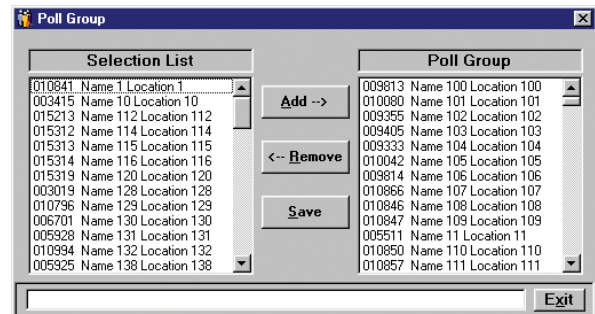 Poll Group
Selection List
010841 Name 1 Location 1
003415 Name 10 Location 10
015213 Name 112 Location 112
015312 Name 114 Location 114
015313 Name 115 Location 115
015314 Name 116 Location 116
015319 Name 120 Location 120
003019 Name 128 Location 128
010796 Name 129 Location 129
006701 Name 130 Location 130
005928 Name 131 Location 131
010994 Name 132 Location 132
005925 Name 138 Location 138
Add -->
<-- Remove
Save
Poll Group
009813 Name 100 Location 100
010080 Name 101 Location 101
009355 Name 102 Location 102
009405 Name 103 Location 103
009333 Name 104 Location 104
010042 Name 105 Location 105
009814 Name 106 Location 106
010866 Name 107 Location 107
010846 Name 108 Location 108
010847 Name 109 Location 109
005511 Name 11 Location 11
010850 Name 110 Location 110
010857 Name 111 Location 111
Exit